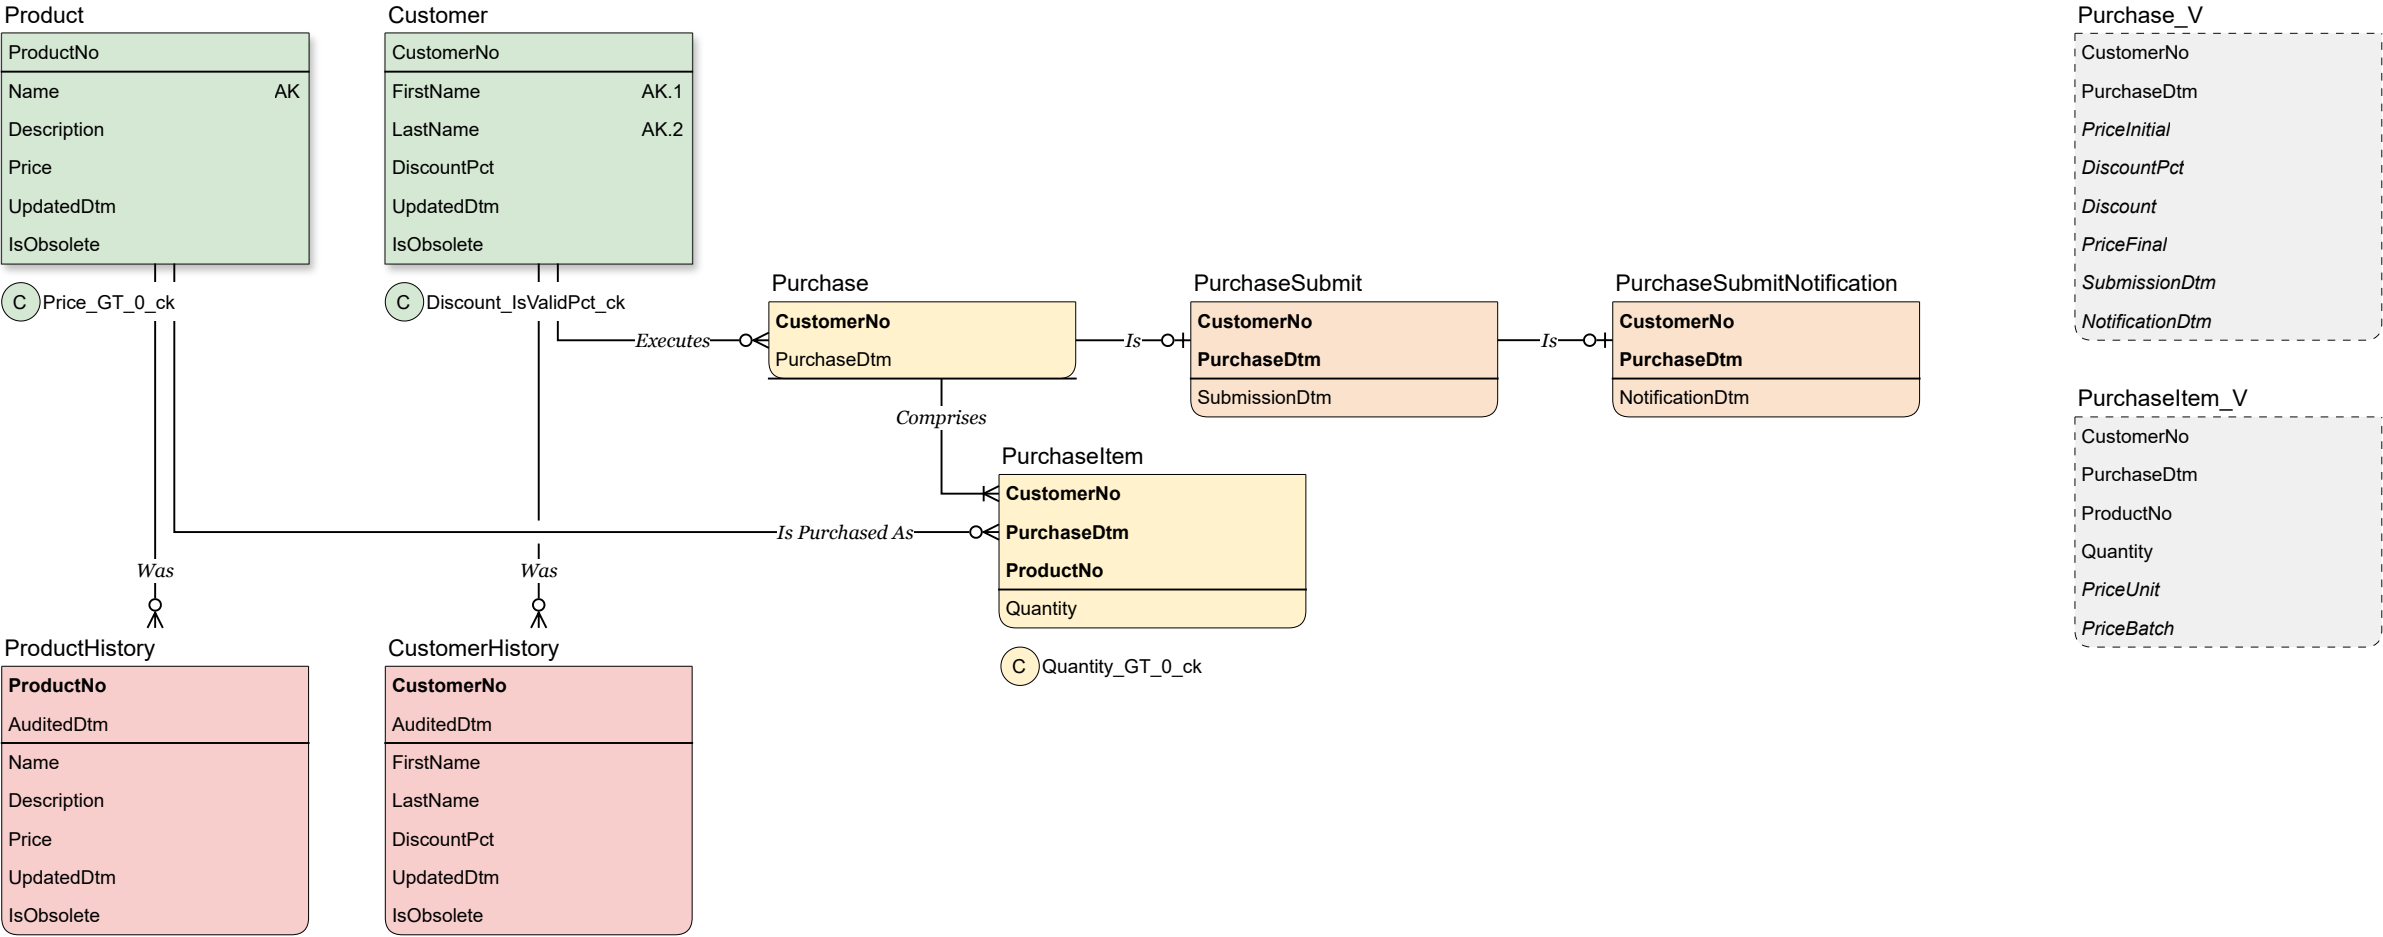 Product
ProductNo
Name AK
Description
Price
UpdatedDtm
IsObsolete
C Price_GT_0_ck
Customer
CustomerNo
FirstName AK.1
LastName AK.2
DiscountPct
UpdatedDtm
IsObsolete
C Discount_IsValidPct_ck
Executes
Purchase
CustomerNo
PurchaseDtm
Is
PurchaseSubmit
CustomerNo
PurchaseDtm
SubmissionDtm
Is
PurchaseSubmitNotification
CustomerNo
PurchaseDtm
NotificationDtm
Comprises
Is Purchased As
PurchaseItem
CustomerNo
PurchaseDtm
ProductNo
Quantity
C Quantity_GT_0_ck
Was
ProductHistory
ProductNo
AuditedDtm
Name
Description
Price
UpdatedDtm
IsObsolete
Was
CustomerHistory
CustomerNo
AuditedDtm
FirstName
LastName
DiscountPct
UpdatedDtm
IsObsolete
Purchase_V
CustomerNo
PurchaseDtm
PriceInitial
DiscountPct
Discount
PriceFinal
SubmissionDtm
NotificationDtm
PurchaseItem_V
CustomerNo
PurchaseDtm
ProductNo
Quantity
PriceUnit
PriceBatch